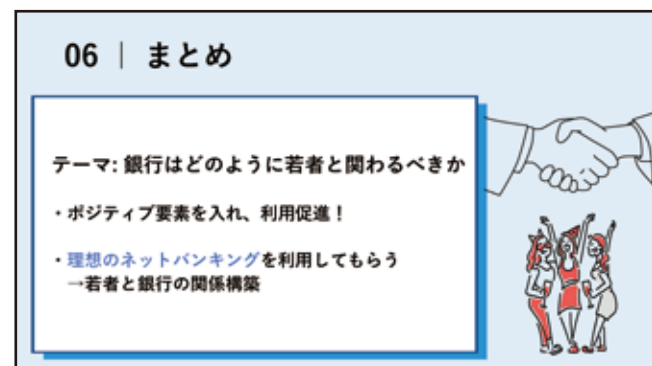 06 | まとめ
テーマ: 銀行はどのように若者と関わるべきか
・ポジティブ要素を入れ、利用促進！
・理想のネットバンキングを利用してもらう
→若者と銀行の関係構築